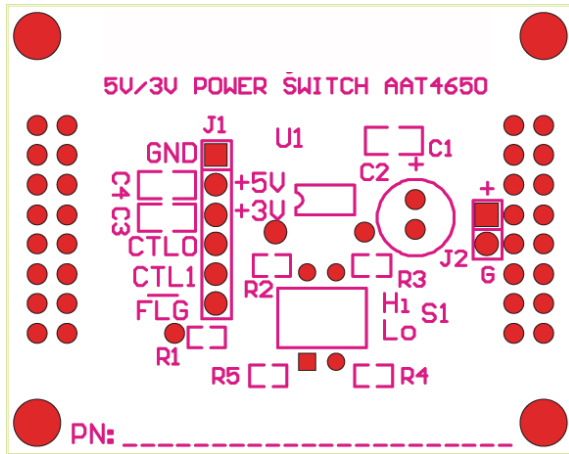 5V/3V POWER SWITCH AAT4650
J1
U1
GND
C1
+
C2
C4
+5V
+
C3
+3V
CTL0
J2
CTL1
R2
R3
G
FLG
Hi
S1
Lo
R1
R5
R4
PN:_ _ _ _ _ _ _ _ _ _ _ _ _ _ _ _ _